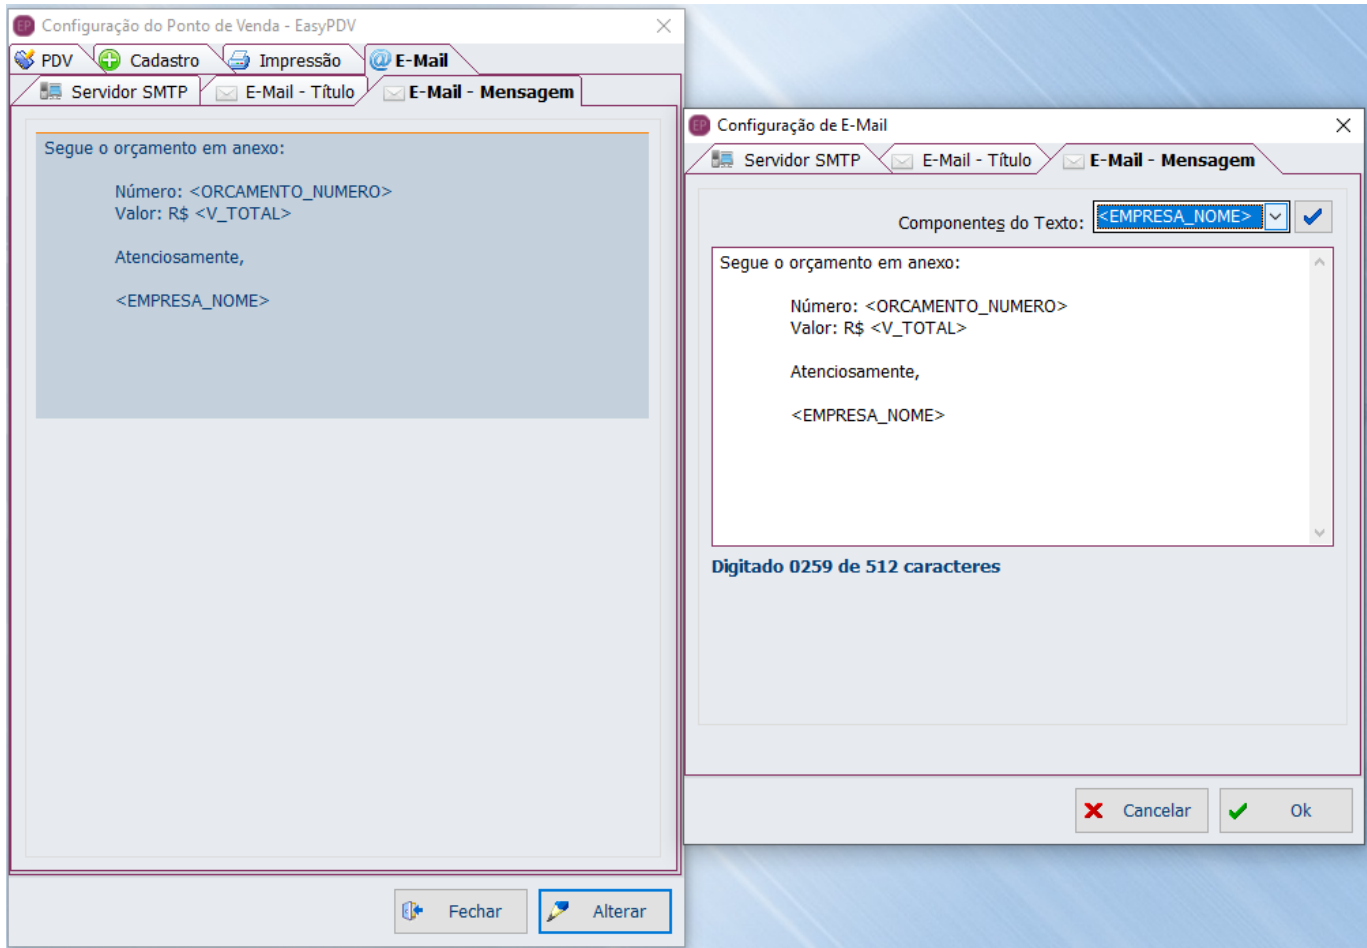 EP Configuração do Ponto de Venda - EasyPDV
PDV Cadastro Impressão @ E-Mail
Servidor SMTP E-Mail - Título E-Mail - Mensagem
Segue o orçamento em anexo:
Número: <ORCAMENTO_NUMERO>
Valor: R$ <V_TOTAL>
Atenciosamente,
<EMPRESA_NOME>
Fechar Alterar
EP Configuração de E-Mail
Servidor SMTP E-Mail - Título E-Mail - Mensagem
Componentes do Texto: <EMPRESA_NOME>
Segue o orçamento em anexo:
Número: <ORCAMENTO_NUMERO>
Valor: R$ <V_TOTAL>
Atenciosamente,
<EMPRESA_NOME>
Digitado 0259 de 512 caracteres
Cancelar Ok